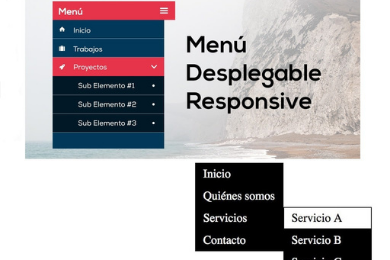 Menú
Inicio
Trabajos
Proyectos
Sub Elemento #1
Sub Elemento #2
Sub Elemento #3
Menú
Desplegable
Responsive
Inicio
Quiénes somos
Servicios
Contacto
Servicio A
Servicio B